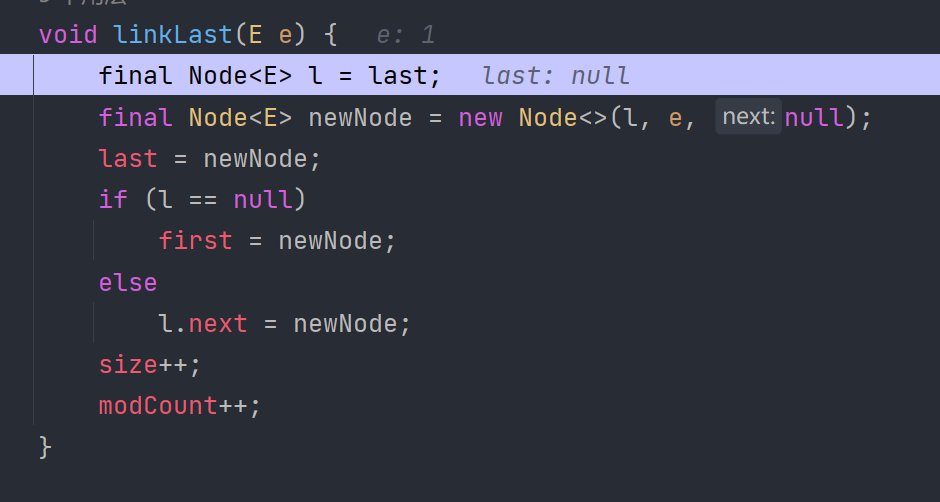 void linkLast(E e) {   e: 1
    final Node<E> l = last;   last: null
    final Node<E> newNode = new Node<>(l, e, next: null);
    last = newNode;
    if (l == null)
        first = newNode;
    else
        l.next = newNode;
    size++;
    modCount++;
}